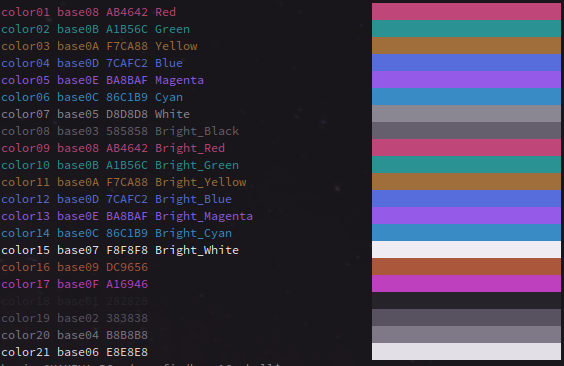 color01 base08 AB4642 Red
color02 base0B A1B56C Green
color03 base0A F7CA88 Yellow
color04 base0D 7CAFC2 Blue
color05 base0E BA8BAF Magenta
color06 base0C 86C1B9 Cyan
color07 base05 D8D8D8 White
color08 base03 585858 Bright_Black
color09 base08 AB4642 Bright_Red
color10 base0B A1B56C Bright_Green
color11 base0A F7CA88 Bright_Yellow
color12 base0D 7CAFC2 Bright_Blue
color13 base0E BA8BAF Bright_Magenta
color14 base0C 86C1B9 Bright_Cyan
color15 base07 F8F8F8 Bright_White
color16 base09 DC9656
color17 base0F A16946
color18 base01 282828
color19 base02 383838
color20 base04 B8B8B8
color21 base06 E8E8E8